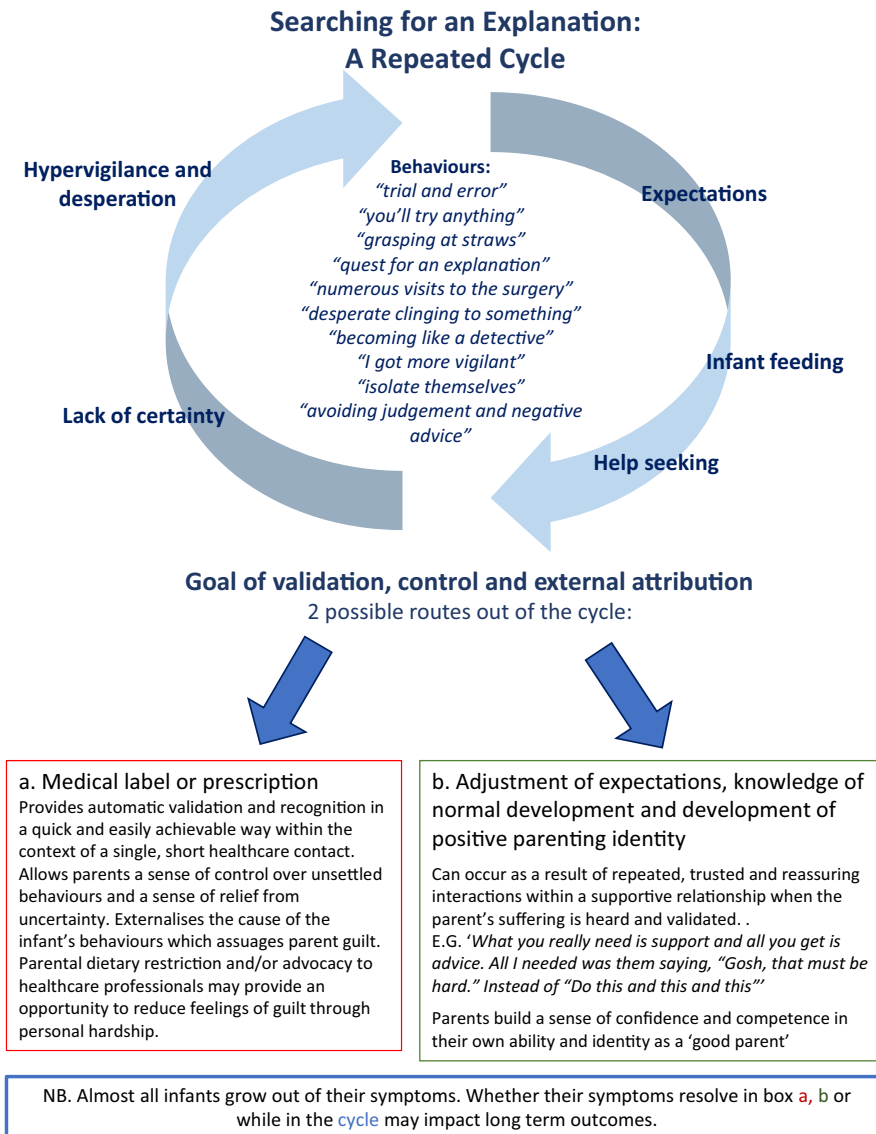 Searching for an Explanation:
A Repeated Cycle
Hypervigilance and
desperation
Expectations
Behaviours:
“trial and error”
“you’ll try anything”
“grasping at straws”
“quest for an explanation”
“numerous visits to the surgery”
“desperate clinging to something”
“becoming like a detective”
“I got more vigilant”
“isolate themselves”
“avoiding judgement and negative
advice”
Infant feeding
Lack of certainty
Help seeking
Goal of validation, control and external attribution
2 possible routes out of the cycle:
a. Medical label or prescription
Provides automatic validation and recognition in
a quick and easily achievable way within the
context of a single, short healthcare contact.
Allows parents a sense of control over unsettled
behaviours and a sense of relief from
uncertainty. Externalises the cause of the
infant’s behaviours which assuages parent guilt.
Parental dietary restriction and/or advocacy to
healthcare professionals may provide an
opportunity to reduce feelings of guilt through
personal hardship.
b. Adjustment of expectations, knowledge of
normal development and development of
positive parenting identity
Can occur as a result of repeated, trusted and reassuring
interactions within a supportive relationship when the
parent’s suffering is heard and validated. .
E.G. ‘What you really need is support and all you get is
advice. All I needed was them saying, “Gosh, that must be
hard.” Instead of “Do this and this and this”’
Parents build a sense of confidence and competence in
their own ability and identity as a ‘good parent’
NB. Almost all infants grow out of their symptoms. Whether their symptoms resolve in box a, b or
while in the cycle may impact long term outcomes.